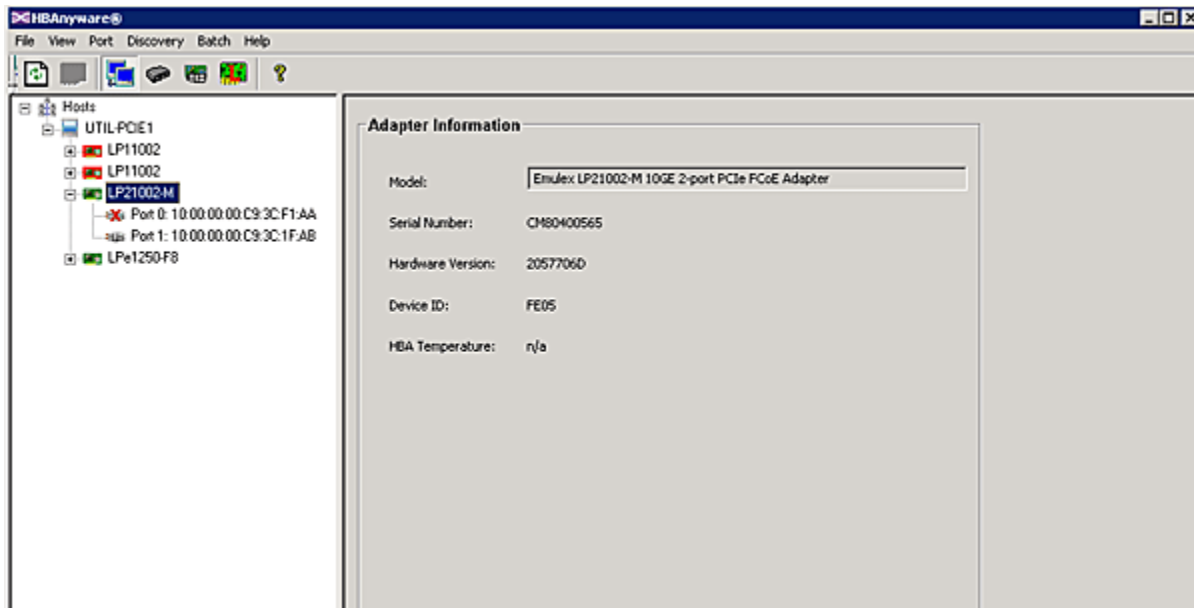 HBAnyware®
File View Port Discovery Batch Help
Hosts
UTIL-PCIE1
LP11002
LP11002
LP21002-M
Port 0: 10:00:00:00:C9:3C:F1:AA
Port 1: 10:00:00:00:C9:3C:1F:AB
LPe1250-F8
Adapter Information
Model: Emulex LP21002-M 10GE 2-port PCIe FCoE Adapter
Serial Number: CM80400565
Hardware Version: 2057706D
Device ID: FE05
HBA Temperature: n/a